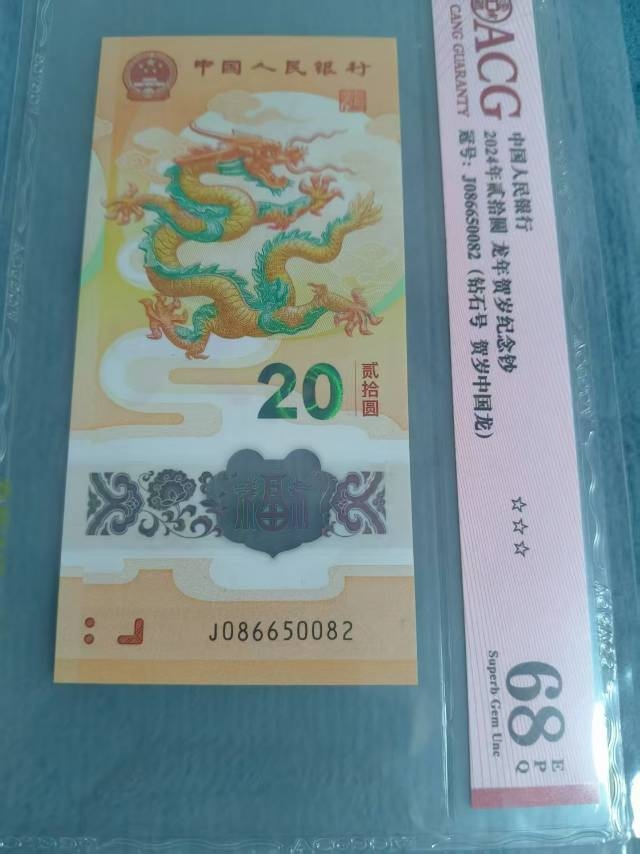 中国人民银行
20
贰拾圆
福
J086650082
ACG
CANG GUARANTY
中国人民银行
2024年贰拾圆 龙年贺岁纪念钞
冠号：J086650082（钻石号 贺岁中国龙）
☆☆☆
68
EPQ
Superb Gem Unc